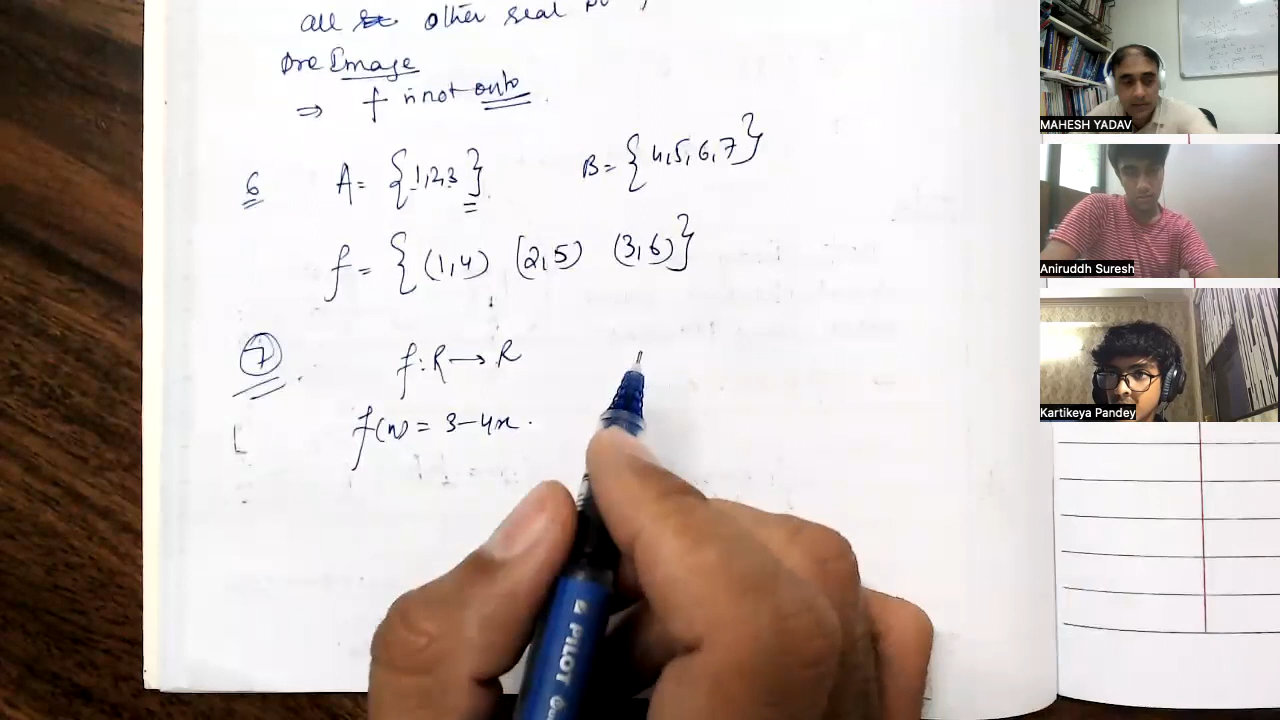 all other real
Pre Image
⇒ f is not onto.
6 A = {1,2,3} B = {4,5,6,7}
f = {(1,4) (2,5) (3,6)}
7 f: R → R
f(x) = 3-4x.
PILOT
MAHESH YADAV
Aniruddh Suresh
Kartikeya Pandey